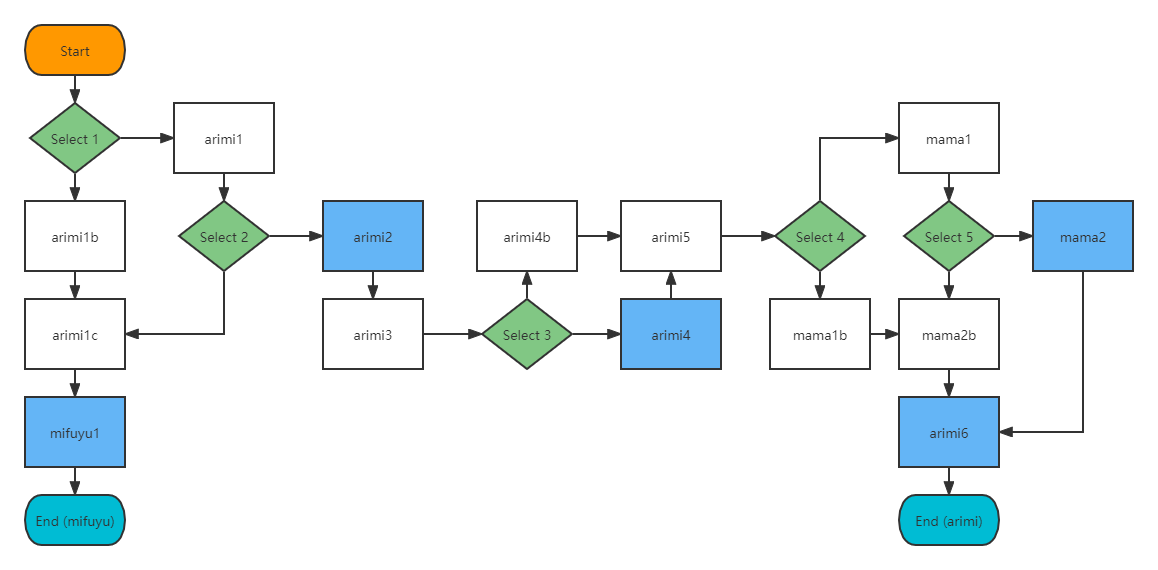 Start
Select 1
arimi1
mama1
arimi1b
Select 2
arimi2
arimi4b
arimi5
Select 4
Select 5
mama2
arimi1c
arimi3
Select 3
arimi4
mama1b
mama2b
mifuyu1
arimi6
End (mifuyu)
End (arimi)